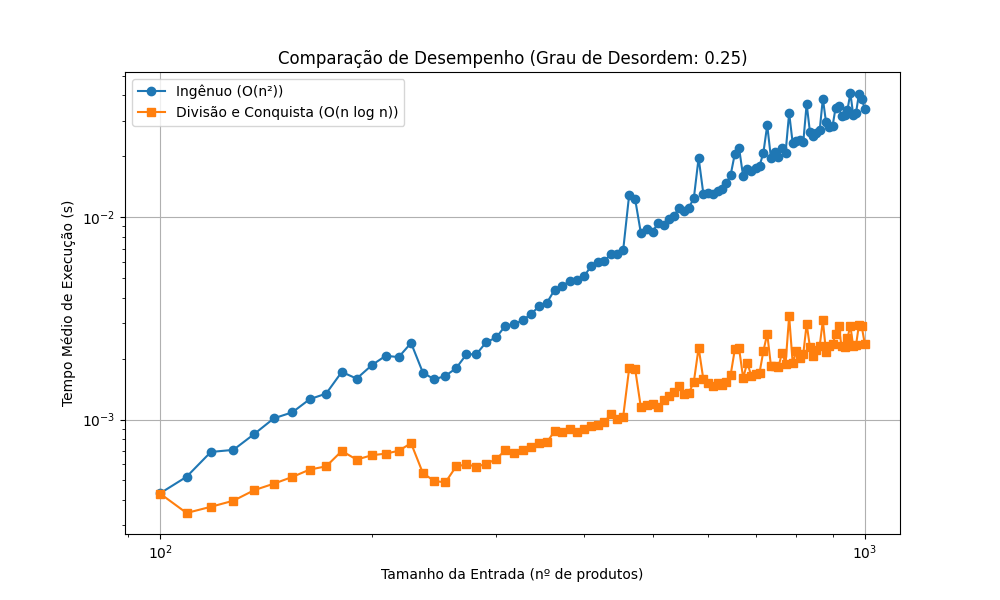 Comparação de Desempenho (Grau de Desordem: 0.25)
Ingênuo (O(n²))
Divisão e Conquista (O(n log n))
Tempo Médio de Execução (s)
10⁻²
10⁻³
10²
10³
Tamanho da Entrada (nº de produtos)